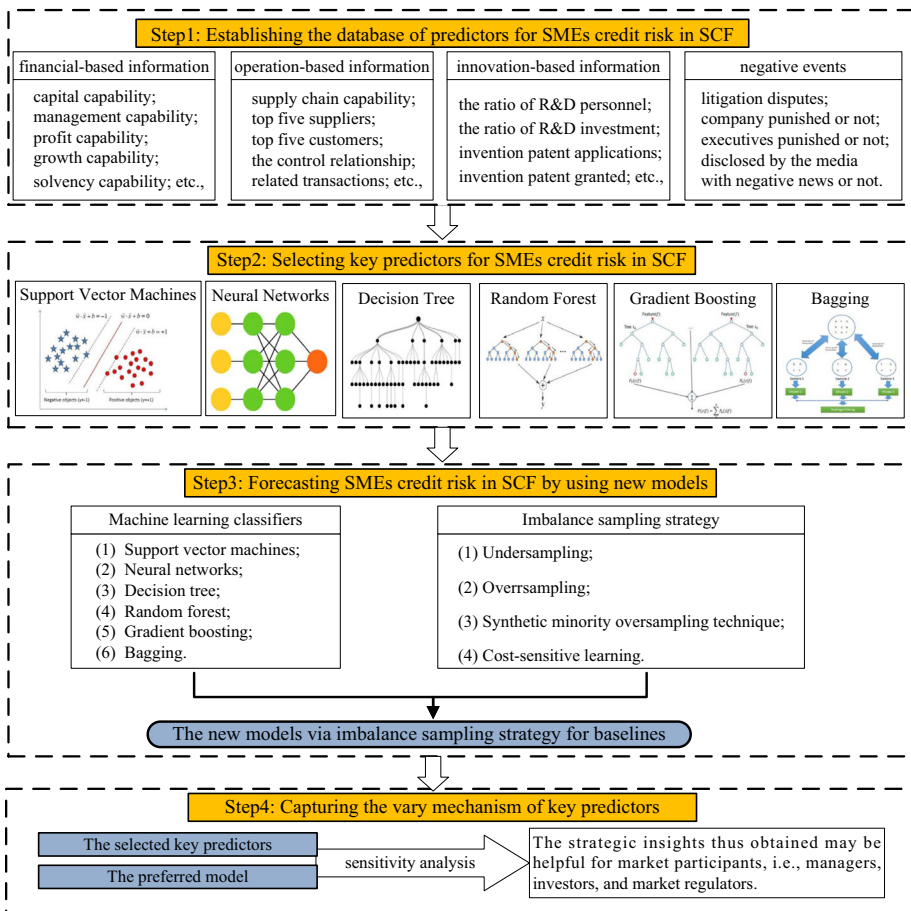 Step1: Establishing the database of predictors for SMEs credit risk in SCF
financial-based information
capital capability;
management capability;
profit capability;
growth capability;
solvency capability; etc.,
operation-based information
supply chain capability;
top five suppliers;
top five customers;
the control relationship;
related transactions; etc.,
innovation-based information
the ratio of R&D personnel;
the ratio of R&D investment;
invention patent applications;
invention patent granted; etc.,
negative events
litigation disputes;
company punished or not;
executives punished or not;
disclosed by the media
with negative news or not.
Step2: Selecting key predictors for SMEs credit risk in SCF
Support Vector Machines
Negative objects (y=-1)
Positive objects (y=+1)
Neural Networks
Decision Tree
Random Forest
x
y
Gradient Boosting
Bagging
Step3: Forecasting SMEs credit risk in SCF by using new models
Machine learning classifiers
(1) Support vector machines;
(2) Neural networks;
(3) Decision tree;
(4) Random forest;
(5) Gradient boosting;
(6) Bagging.
Imbalance sampling strategy
(1) Undersampling;
(2) Overrsampling;
(3) Synthetic minority oversampling technique;
(4) Cost-sensitive learning.
The new models via imbalance sampling strategy for baselines
Step4: Capturing the vary mechanism of key predictors
The selected key predictors
The preferred model
sensitivity analysis
The strategic insights thus obtained may be
helpful for market participants, i.e., managers,
investors, and market regulators.